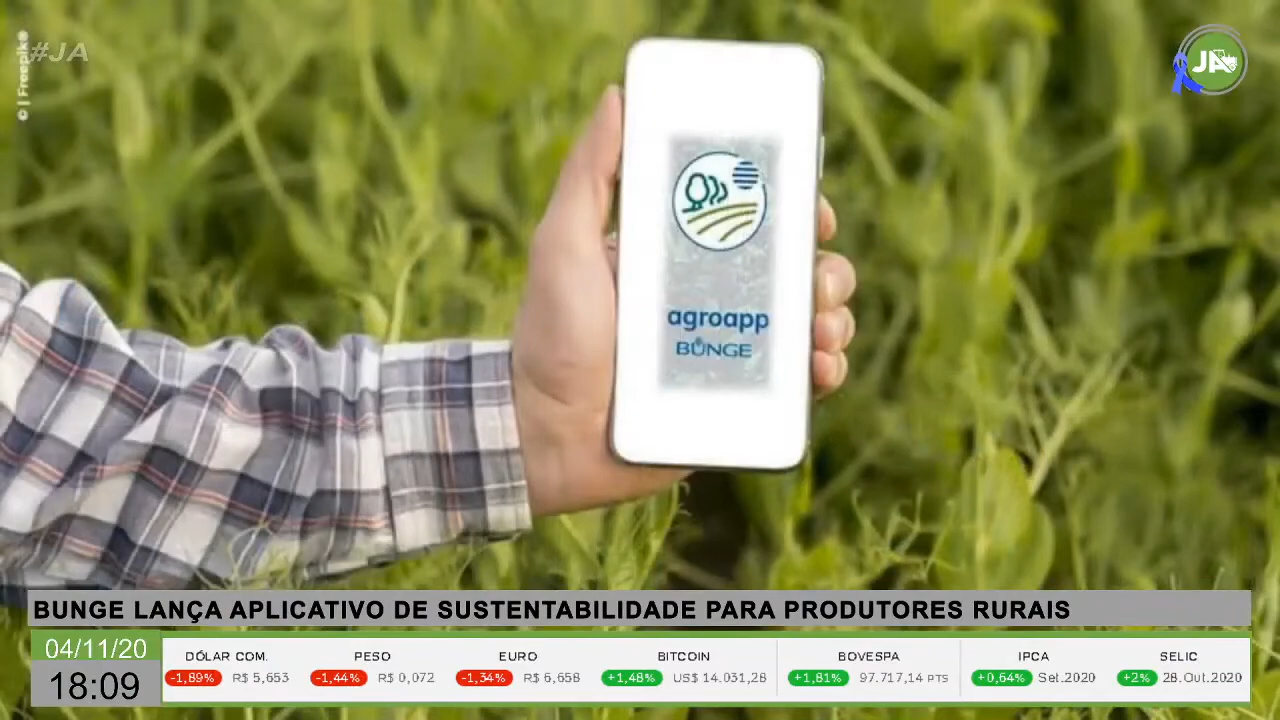 #JA
© | Freepik®
JA
agroapp
BUNGE
BUNGE LANÇA APLICATIVO DE SUSTENTABILIDADE PARA PRODUTORES RURAIS
04/11/20
18:09
DÓLAR COM. PESO EURO BITCOIN BOVESPA IPCA SELIC
-1,89% R$ 5,653 -1,44% R$ 0,072 -1,34% R$ 6,658 +1,48% US$ 14.031,28 +1,81% 97.717,14 PTS +0,64% Set.2020 +2% 28.Out.2020